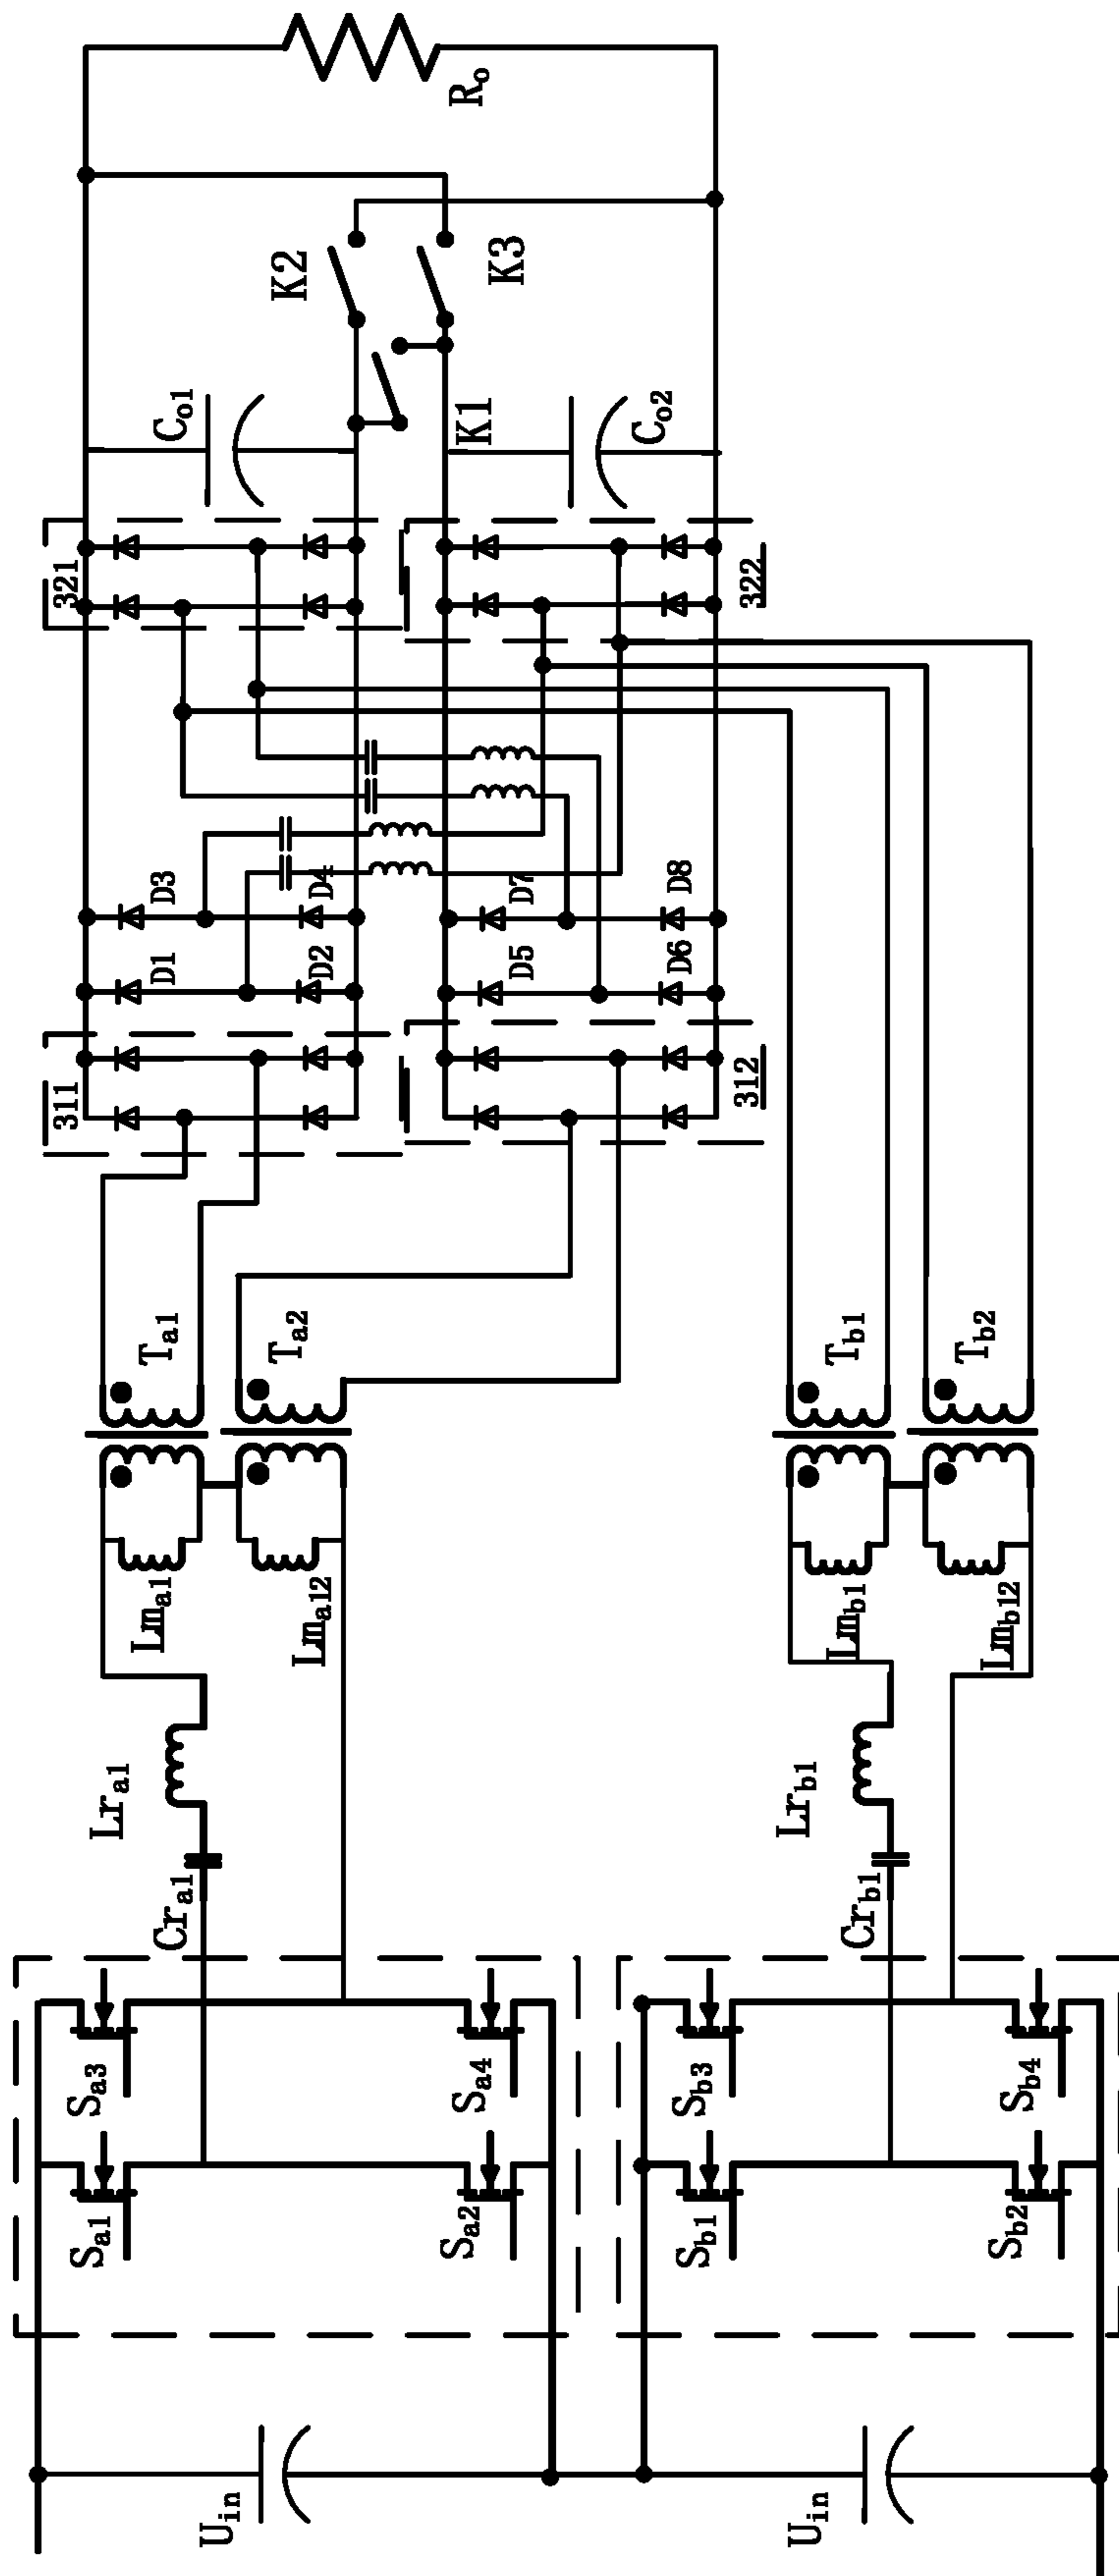 Uin
Uin
Sa1
Sa3
Sa2
Sa4
Sb1
Sb3
Sb2
Sb4
Cra1
Lra1
Crb1
Lrb1
Lma1
Lma12
Lmb1
Lmb12
Ta1
Ta2
Tb1
Tb2
311
312
D1
D2
D3
D4
D5
D6
D7
D8
321
322
Co1
Co2
K1
K2
K3
Ro